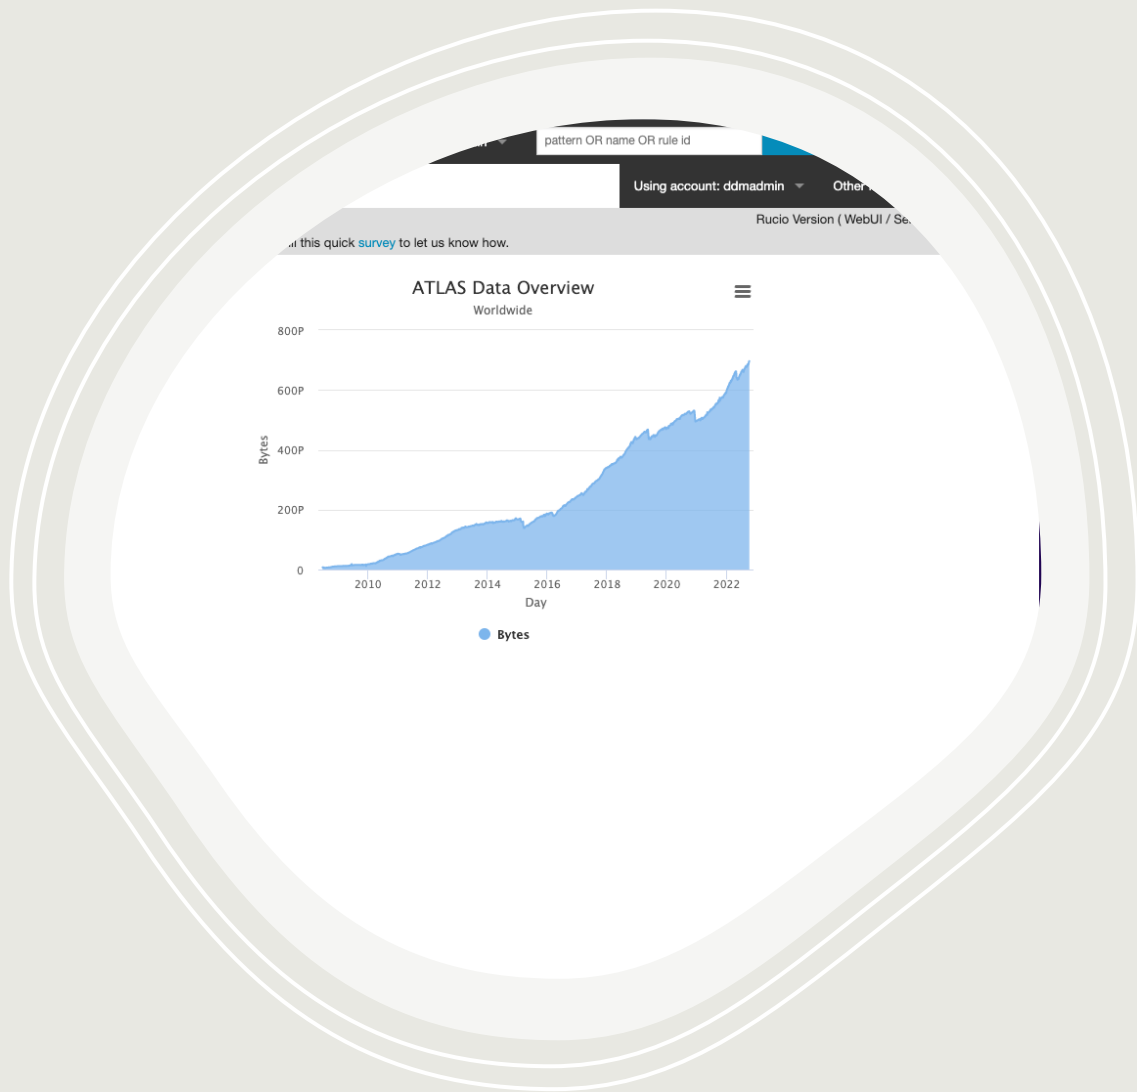 pattern OR name OR rule id
Using account: ddmadmin
Other
Rucio Version ( WebUI /
this quick survey to let us know how.
ATLAS Data Overview
Worldwide
800P
600P
400P
200P
0
Bytes
2010 2012 2014 2016 2018 2020 2022
Day
Bytes